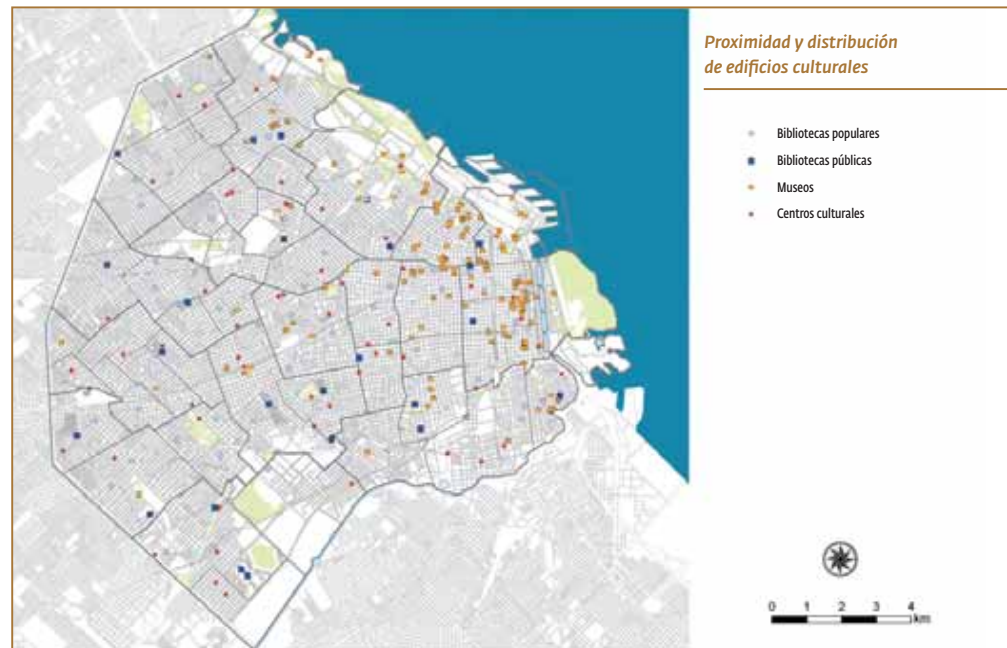 Proximidad y distribución
de edificios culturales
Bibliotecas populares
Bibliotecas públicas
Museos
Centros culturales
0 1 2 3 4
km